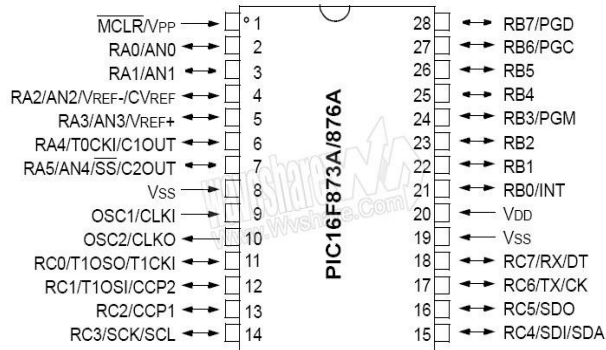 MCLR/VPP 1 28 RB7/PGD
RA0/AN0 2 27 RB6/PGC
RA1/AN1 3 26 RB5
RA2/AN2/VREF-/CVREF 4 25 RB4
RA3/AN3/VREF+ 5 24 RB3/PGM
RA4/T0CKI/C1OUT 6 23 RB2
RA5/AN4/SS/C2OUT 7 22 RB1
VSS 8 21 RB0/INT
OSC1/CLKI 9 20 VDD
OSC2/CLKO 10 19 VSS
RC0/T1OSO/T1CKI 11 18 RC7/RX/DT
RC1/T1OSI/CCP2 12 17 RC6/TX/CK
RC2/CCP1 13 16 RC5/SDO
RC3/SCK/SCL 14 15 RC4/SDI/SDA
PIC16F873A/876A
wvshare
Www.Wvshare.Com